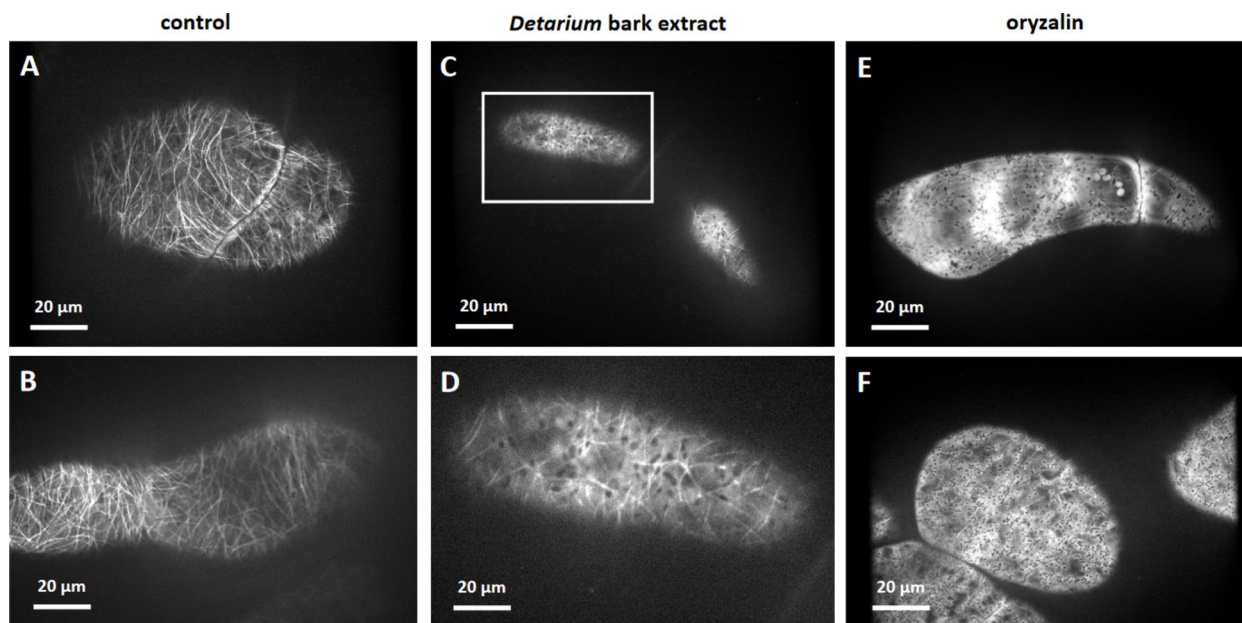 control
Detarium bark extract
oryzalin
A
C
E
20 µm
20 µm
20 µm
B
D
F
20 µm
20 µm
20 µm